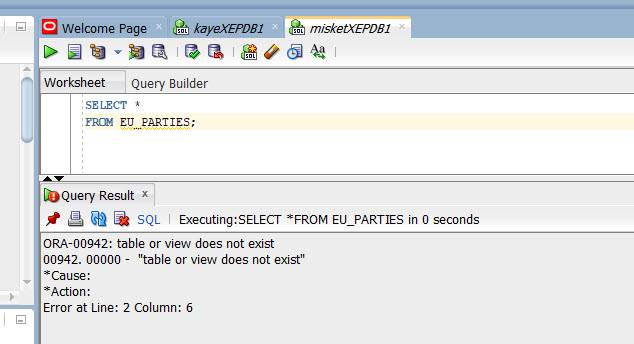 Welcome Page
kayeXEPDB1
misketXEPDB1
SQL
Aa
Worksheet
Query Builder
SELECT *
FROM EU_PARTIES;
Query Result x
SQL | Executing:SELECT *FROM EU_PARTIES in 0 seconds
ORA-00942: table or view does not exist
00942. 00000 -  "table or view does not exist"
*Cause:
*Action:
Error at Line: 2 Column: 6